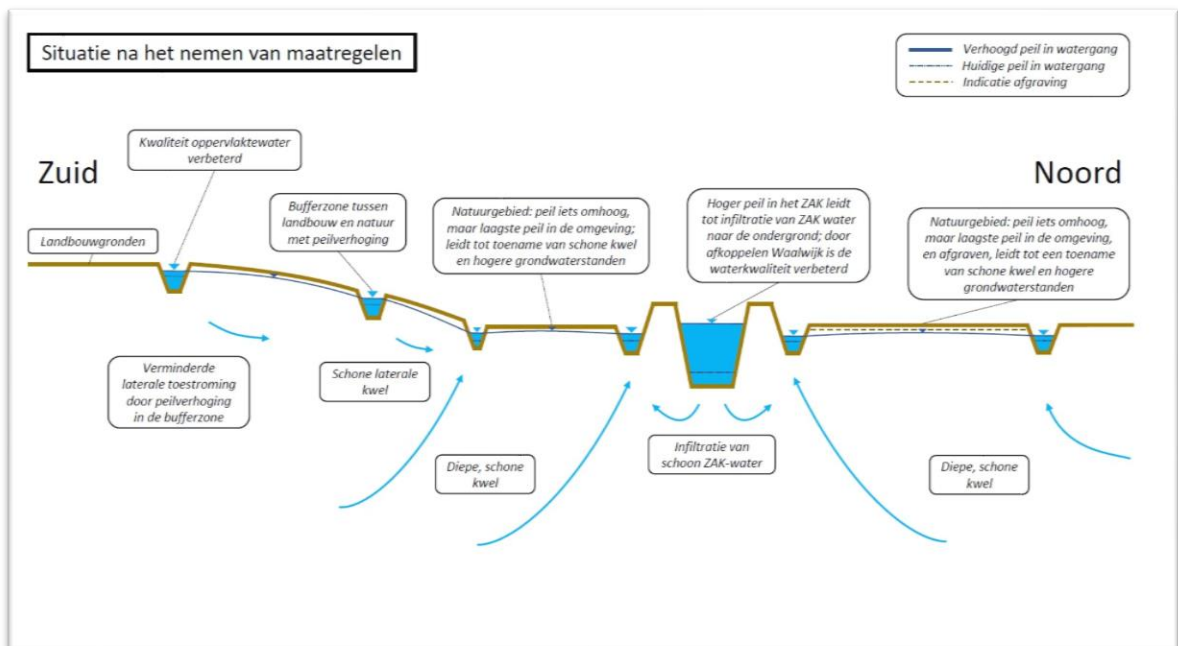 Situatie na het nemen van maatregelen
Verhoogd peil in watergang
Huidige peil in watergang
Indicatie afgraving
Zuid
Noord
Kwaliteit oppervlaktewater
verbeterd
Landbouwgronden
Bufferzone tussen
landbouw en natuur
met peilverhoging
Natuurgebied: peil iets omhoog,
maar laagste peil in de omgeving;
leidt tot toename van schone kwel
en hogere grondwaterstanden
Hoger peil in het ZAK leidt
tot infiltratie van ZAK water
naar de ondergrond; door
afkoppelen Waalwijk is de
waterkwaliteit verbeterd
Natuurgebied: peil iets omhoog,
maar laagste peil in de omgeving,
en afgraven, leidt tot een toename
van schone kwel en hogere
grondwaterstanden
Verminderde
laterale toestroming
door peilverhoging
in de bufferzone
Schone laterale
kwel
Diepe, schone
kwel
Infiltratie van
schoon ZAK-water
Diepe, schone
kwel